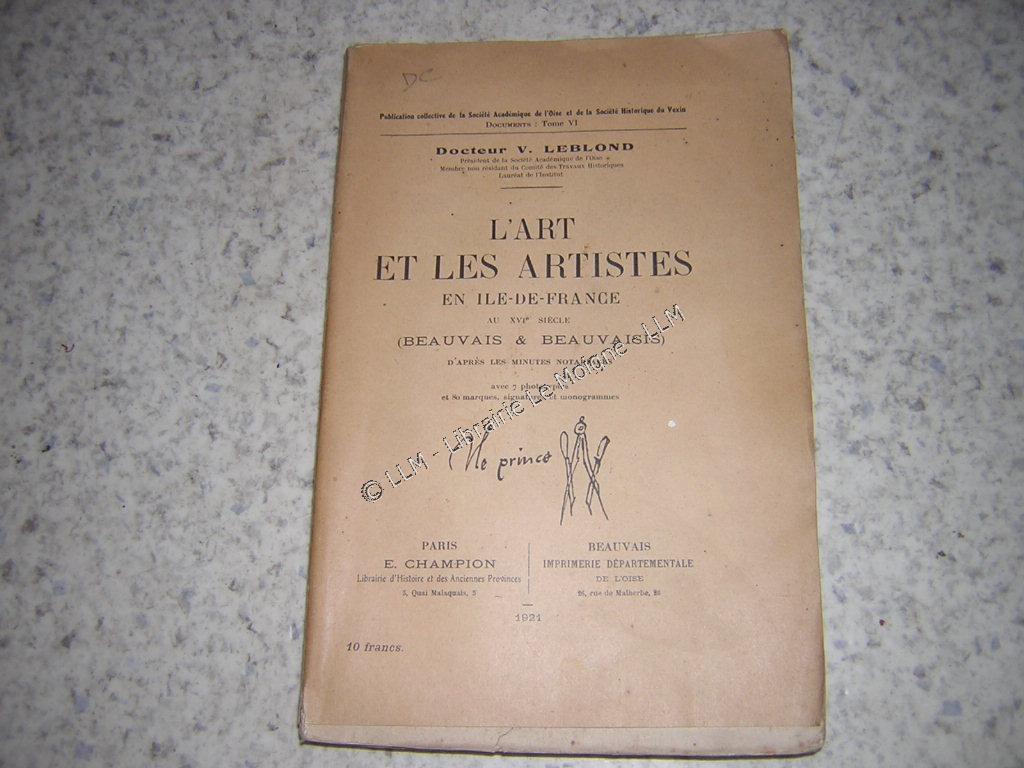 DC
Publication collective de la Société Académique de l'Oise et de la Société Historique du Vexin
DOCUMENTS : Tome VI
Docteur V. LEBLOND
Président de la Société Académique de l'Oise
Membre non résidant du Comité des Travaux Historiques
Lauréat de l'Institut
L'ART
ET LES ARTISTES
EN ILE-DE-FRANCE
AU XVIe SIÈCLE
(BEAUVAIS & BEAUVAISIS)
D'APRÈS LES MINUTES
avec 7
et 80 marques, signatures et monogrammes
prince
© LLM - Librairie Le Moigne - LLM
PARIS
E. CHAMPION
Librairie d'Histoire et des Anciennes Provinces
5, Quai Malaquais, 5
BEAUVAIS
IMPRIMERIE DÉPARTEMENTALE
DE L'OISE
26, rue de Malherbe, 26
1921
10 francs.